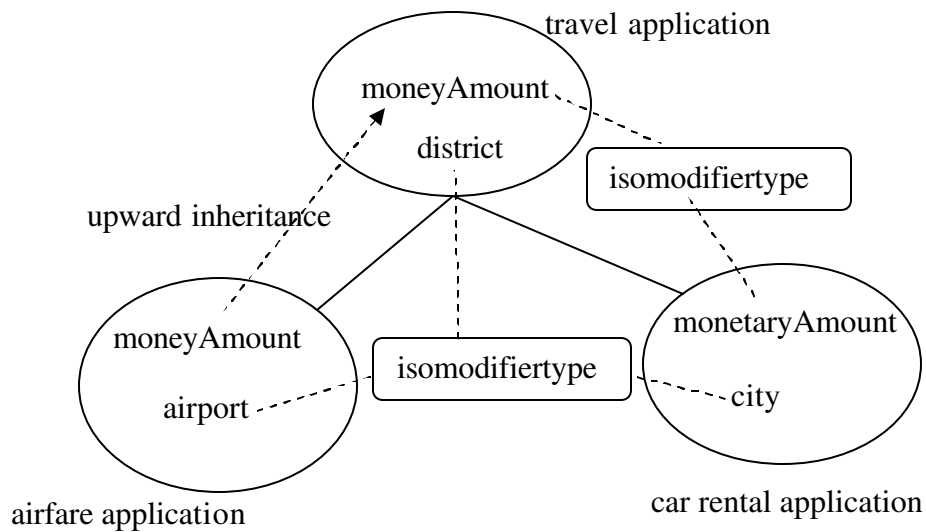 travel application
moneyAmount
district
isomodifiertype
upward inheritance
moneyAmount
monetaryAmount
isomodifiertype
airport
city
airfare application
car rental application